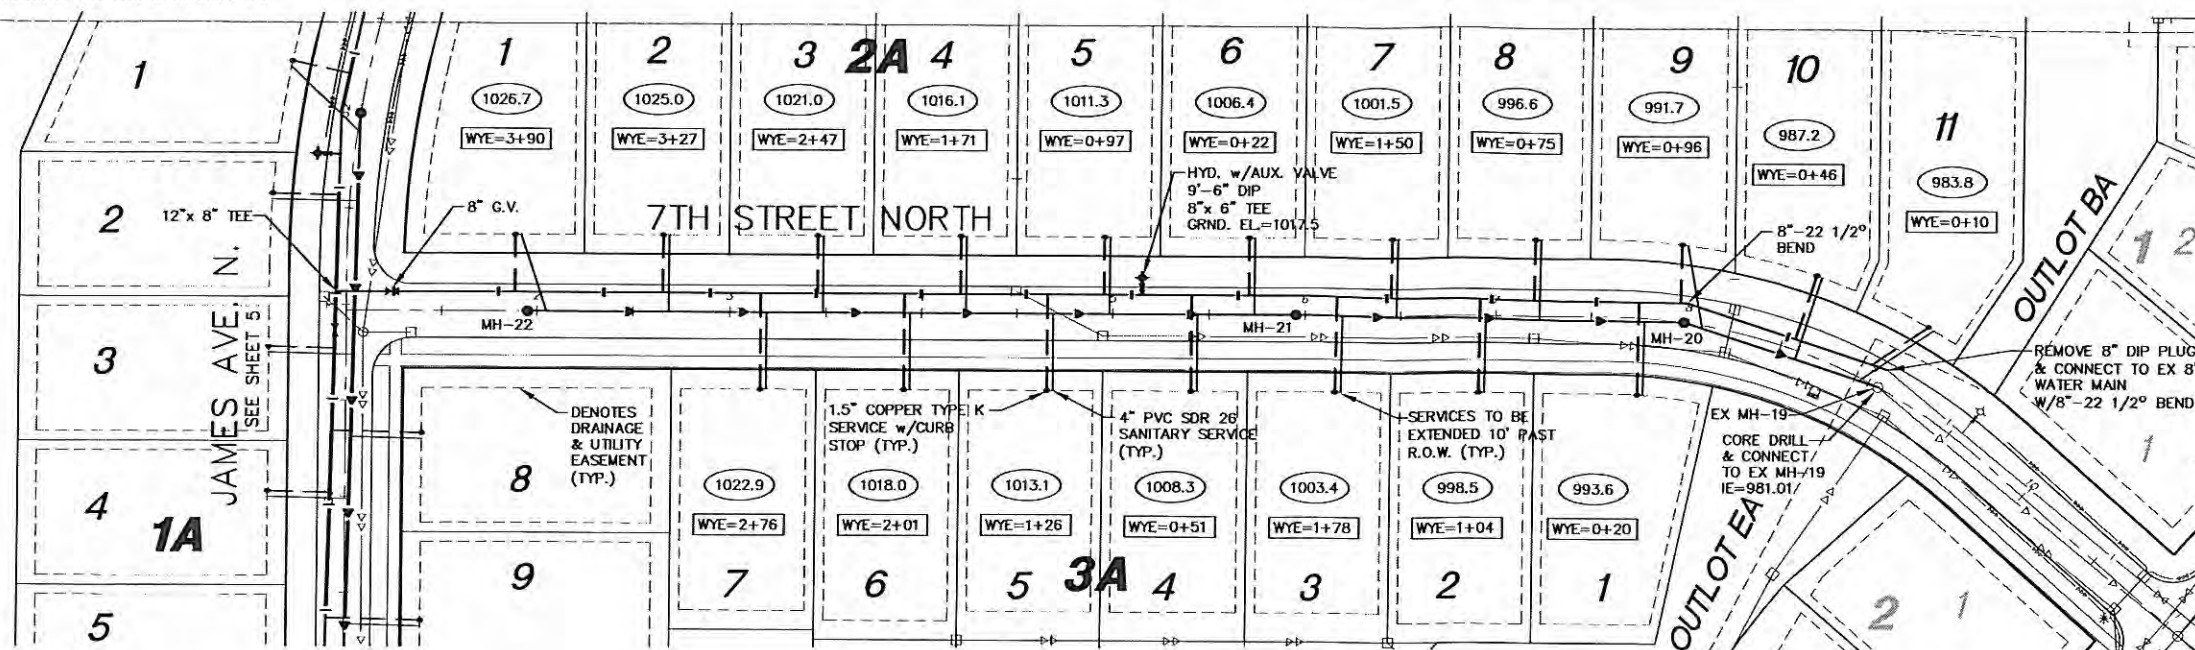 1
2
3
4
5
1A
JAMES AVE. N.
SEE SHEET 5
12"x 8" TEE
8" G.V.
7TH STREET NORTH
2A
1
1026.7
WYE=3+90
2
1025.0
WYE=3+27
3
1021.0
WYE=2+47
4
1016.1
WYE=1+71
5
1011.3
WYE=0+97
6
1006.4
WYE=0+22
7
1001.5
WYE=1+50
8
996.6
WYE=0+75
9
991.7
WYE=0+96
10
987.2
WYE=0+46
11
983.8
WYE=0+10
HYD. w/AUX. VALVE
9'-6" DIP
8"x 6" TEE
GRND. EL.=1017.5
8"-22 1/2°
BEND
OUTLOT BA
1
2
1
MH-22
MH-21
MH-20
REMOVE 8" DIP PLUG
& CONNECT TO EX 8"
WATER MAIN
W/8"-22 1/2° BEND
EX MH-19
CORE DRILL
& CONNECT
TO EX MH-19
IE=981.01
DENOTES
DRAINAGE
& UTILITY
EASEMENT
(TYP.)
1.5" COPPER TYPE K
SERVICE w/CURB
STOP (TYP.)
4" PVC SDR 26
SANITARY SERVICE
(TYP.)
SERVICES TO BE
EXTENDED 10' PAST
R.O.W. (TYP.)
8
9
3A
1022.9
WYE=2+76
7
1018.0
WYE=2+01
6
1013.1
WYE=1+26
5
1008.3
WYE=0+51
4
1003.4
WYE=1+78
3
998.5
WYE=1+04
2
993.6
WYE=0+20
1
OUTLOT EA
2
1